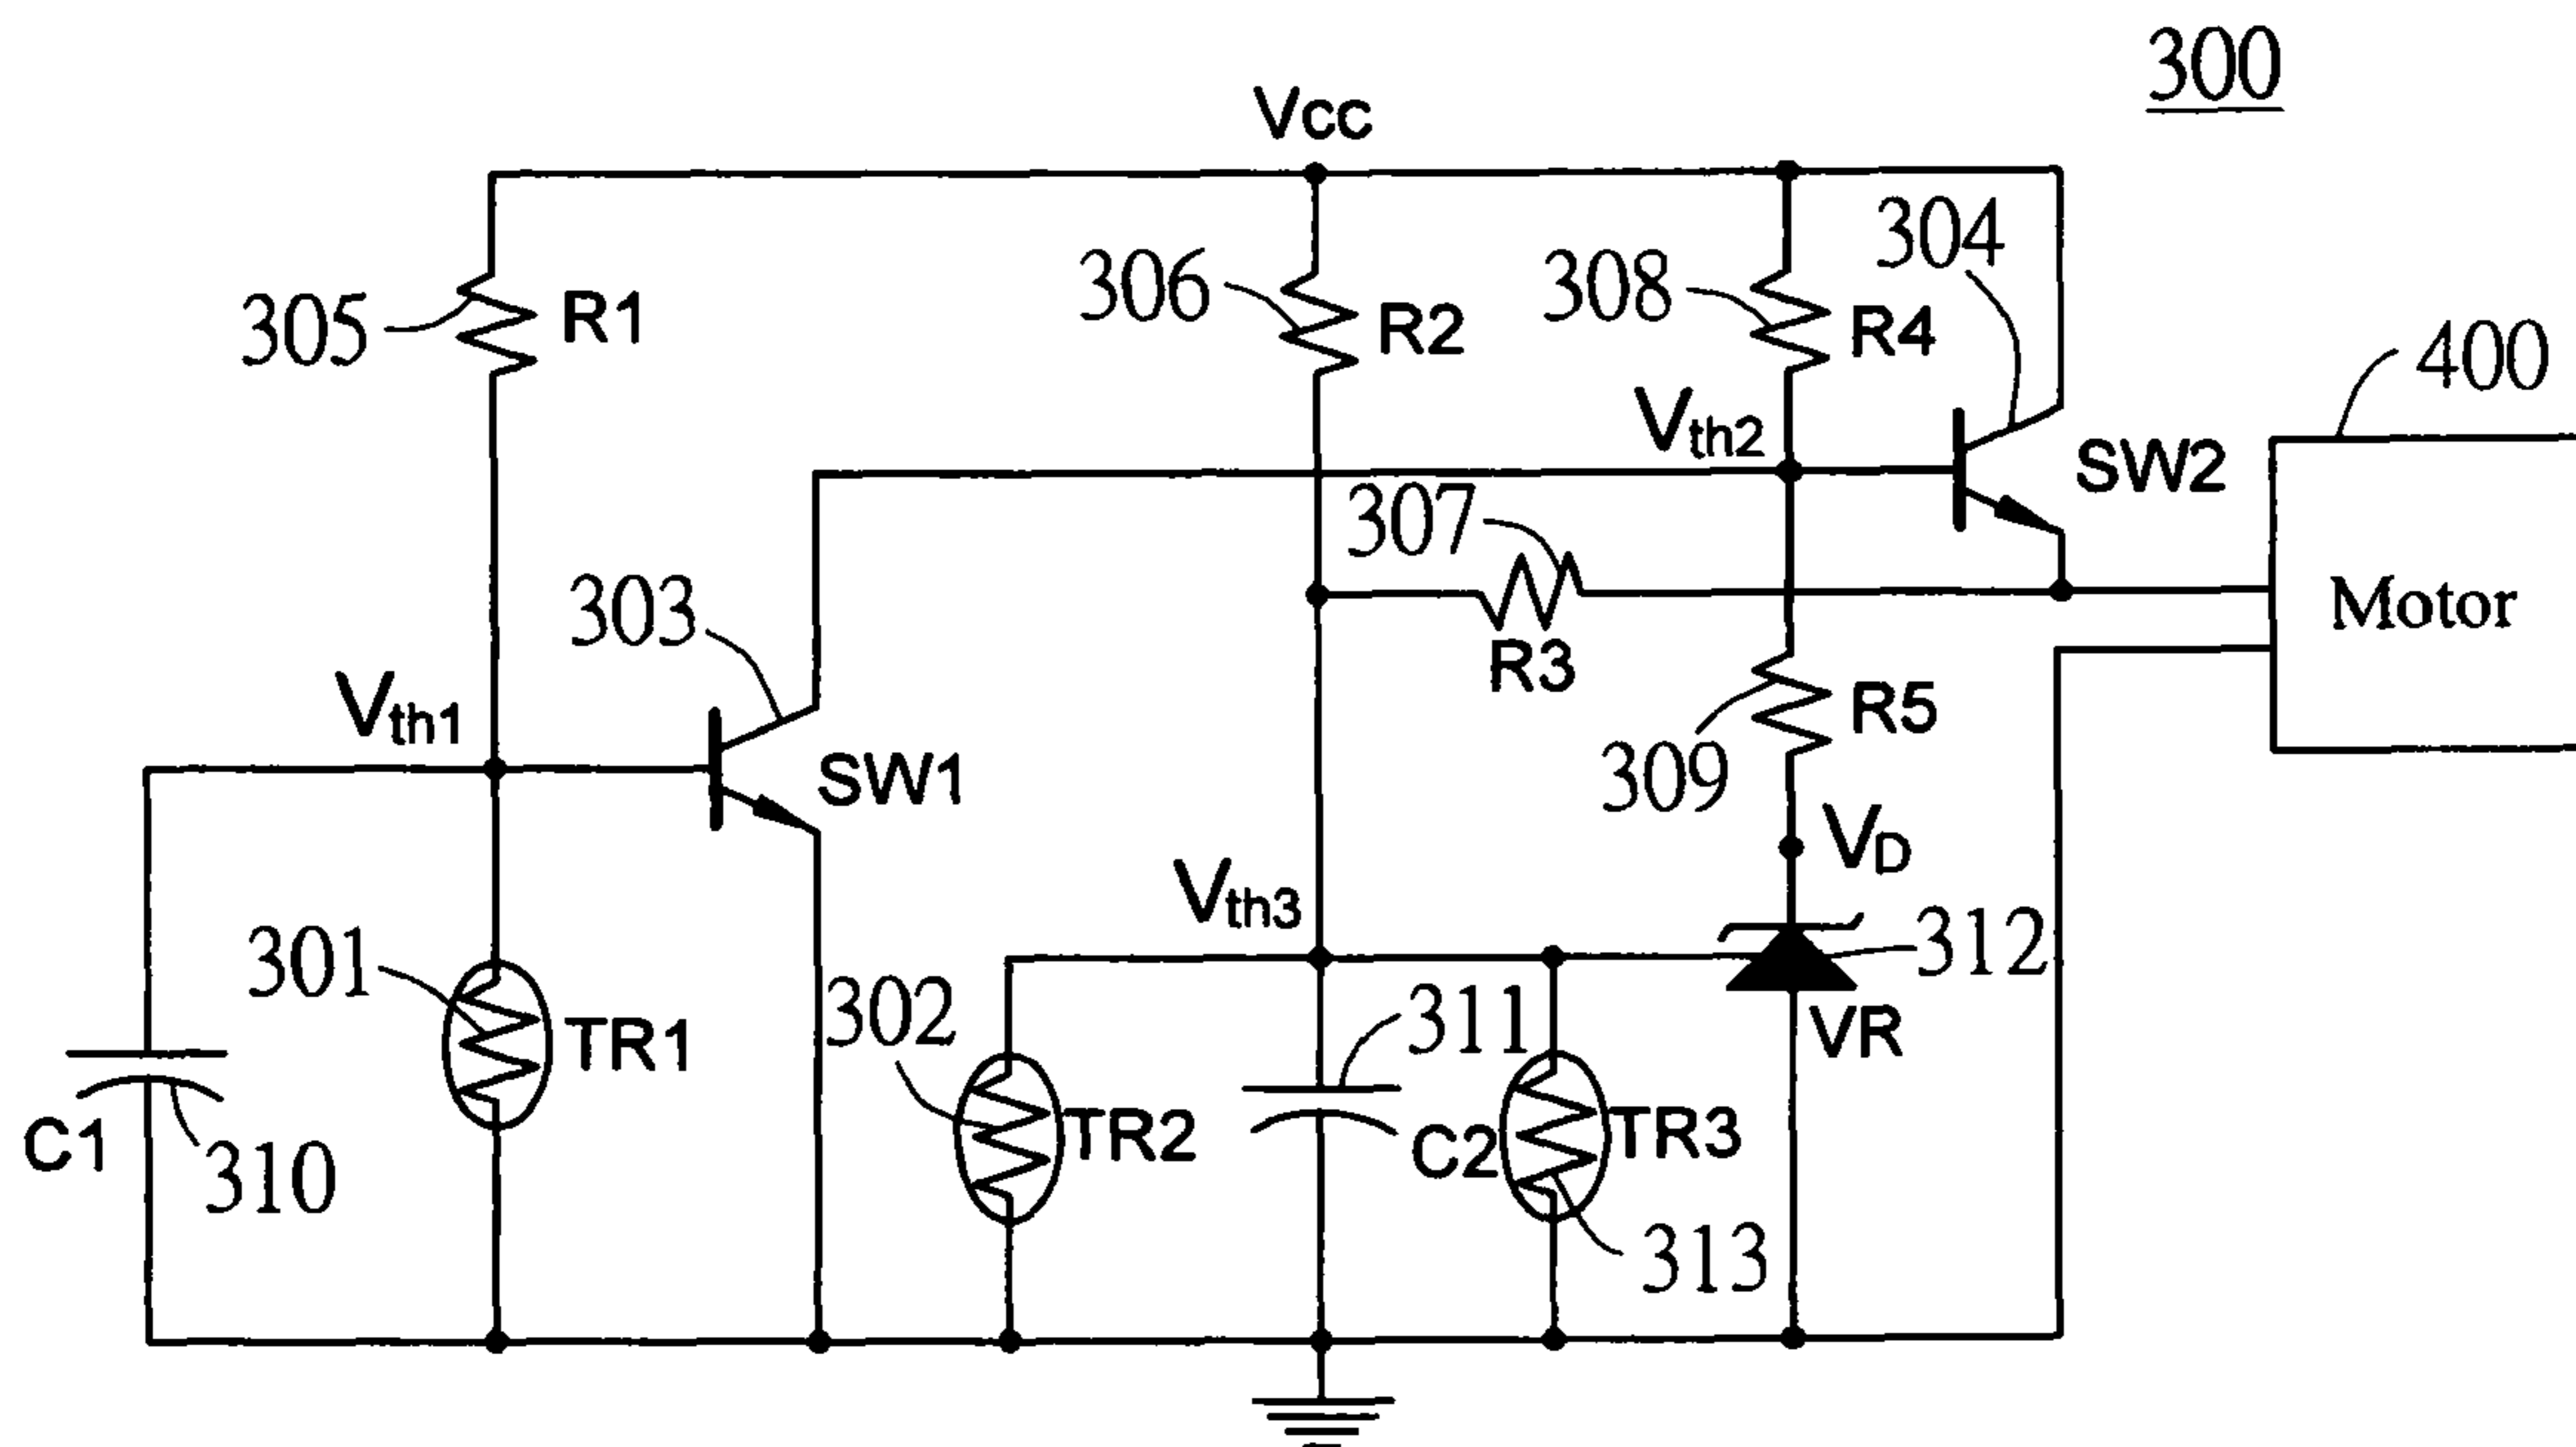 300
Vcc
304
305
R1
306
R2
308
R4
400
Vth2
SW2
307
303
Motor
R3
Vth1
R5
SW1
309
VD
Vth3
301
302
311
312
TR1
VR
C1
310
TR2
C2
TR3
313